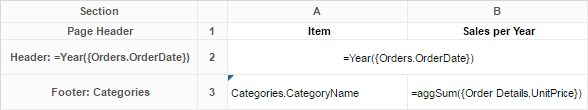 Section A B
Page Header 1 Item Sales per Year
Header: =Year({Orders.OrderDate}) 2 =Year({Orders.OrderDate})
Footer: Categories 3 Categories.CategoryName =aggSum({Order Details.UnitPrice})